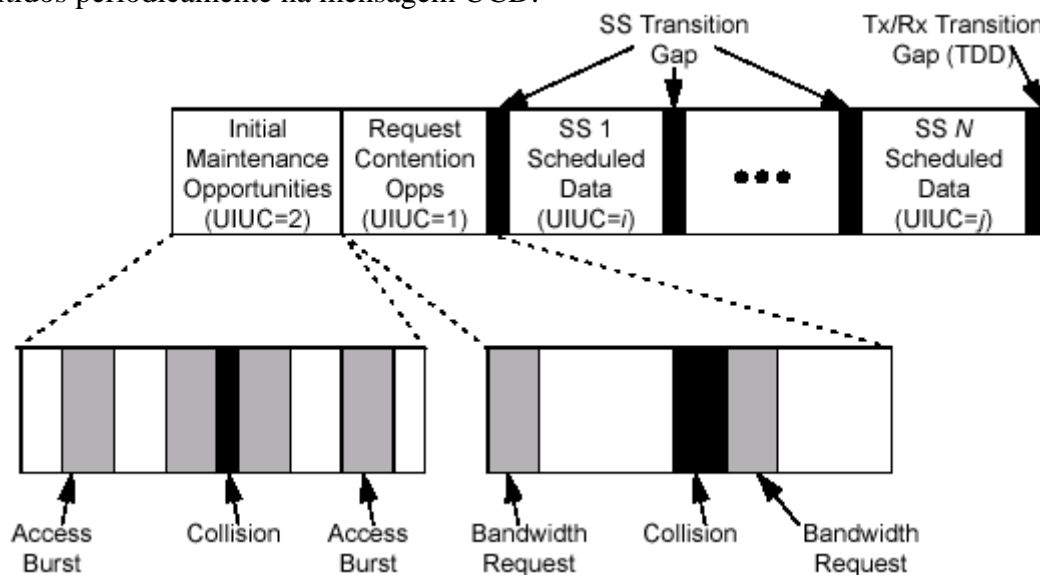 periodicamente na mensagem UCD.
SS Transition
Gap
Tx/Rx Transition
Gap (TDD)
Initial
Maintenance
Opportunities
(UIUC=2)
Request
Contention
Opps
(UIUC=1)
SS 1
Scheduled
Data
(UIUC=i)
SS N
Scheduled
Data
(UIUC=j)
Access
Burst
Collision
Access
Burst
Bandwidth
Request
Collision
Bandwidth
Request